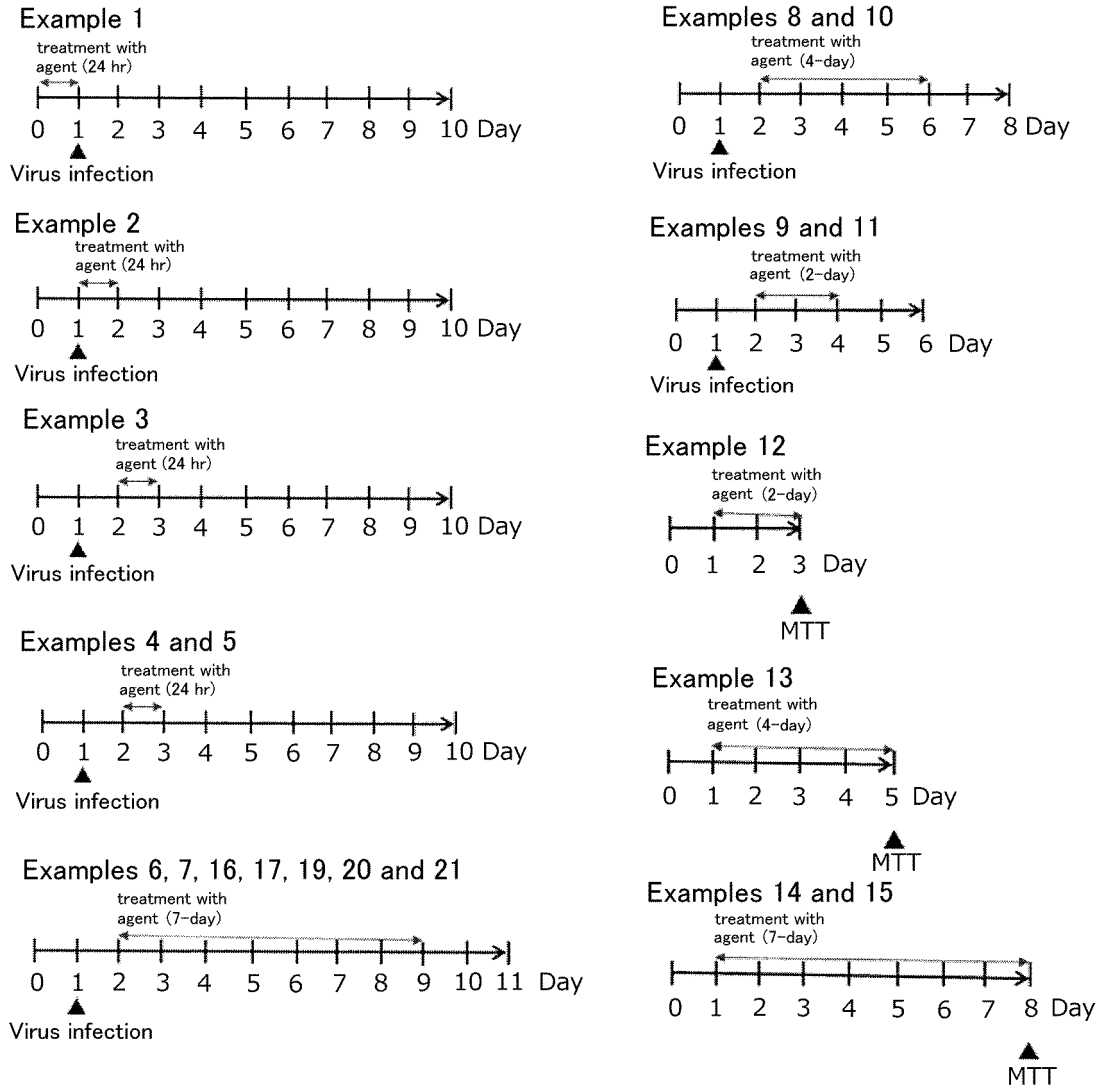 Example 1
treatment with
agent (24 hr)
0 1 2 3 4 5 6 7 8 9 10 Day
Virus infection
Example 2
treatment with
agent (24 hr)
0 1 2 3 4 5 6 7 8 9 10 Day
Virus infection
Example 3
treatment with
agent (24 hr)
0 1 2 3 4 5 6 7 8 9 10 Day
Virus infection
Examples 4 and 5
treatment with
agent (24 hr)
0 1 2 3 4 5 6 7 8 9 10 Day
Virus infection
Examples 6, 7, 16, 17, 19, 20 and 21
treatment with
agent (7-day)
0 1 2 3 4 5 6 7 8 9 10 11 Day
Virus infection
Examples 8 and 10
treatment with
agent (4-day)
0 1 2 3 4 5 6 7 8 Day
Virus infection
Examples 9 and 11
treatment with
agent (2-day)
0 1 2 3 4 5 6 Day
Virus infection
Example 12
treatment with
agent (2-day)
0 1 2 3 Day
MTT
Example 13
treatment with
agent (4-day)
0 1 2 3 4 5 Day
MTT
Examples 14 and 15
treatment with
agent (7-day)
0 1 2 3 4 5 6 7 8 Day
MTT